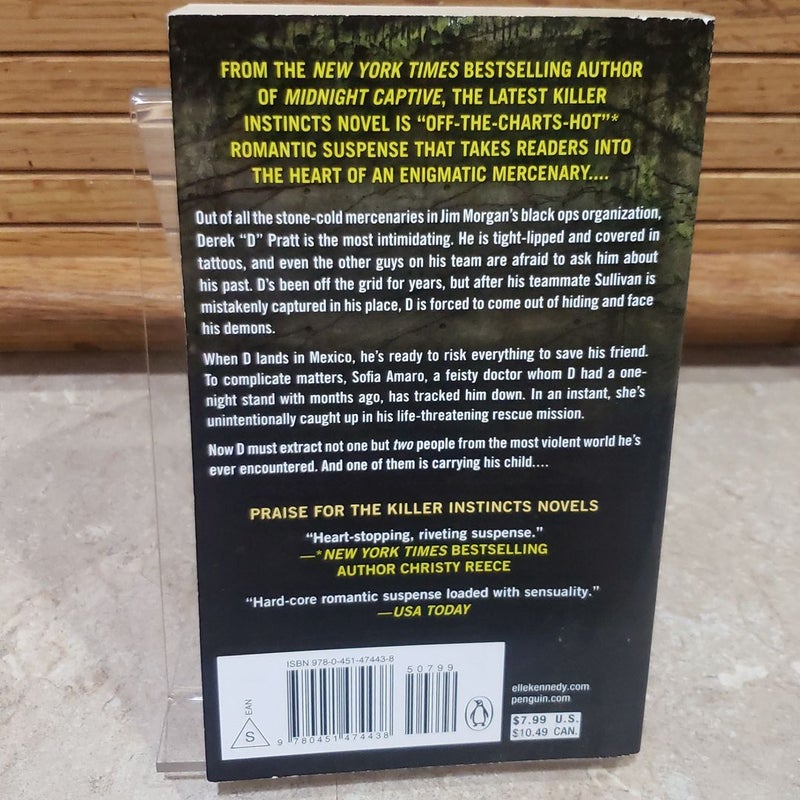 FROM THE NEW YORK TIMES BESTSELLING AUTHOR
OF MIDNIGHT CAPTIVE, THE LATEST KILLER
INSTINCTS NOVEL IS "OFF-THE-CHARTS-HOT"*
ROMANTIC SUSPENSE THAT TAKES READERS INTO
THE HEART OF AN ENIGMATIC MERCENARY....
Out of all the stone-cold mercenaries in Jim Morgan's black ops organization,
Derek "D" Pratt is the most intimidating. He is tight-lipped and covered in
tattoos, and even the other guys on his team are afraid to ask him about
his past. D's been off the grid for years, but after his teammate Sullivan is
mistakenly captured in his place, D is forced to come out of hiding and face
his demons.
When D lands in Mexico, he's ready to risk everything to save his friend.
To complicate matters, Sofia Amaro, a feisty doctor whom D had a one-
night stand with months ago, has tracked him down. In an instant, she's
unintentionally caught up in his life-threatening rescue mission.
Now D must extract not one but two people from the most violent world he's
ever encountered. And one of them is carrying his child....
PRAISE FOR THE KILLER INSTINCTS NOVELS
"Heart-stopping, riveting suspense."
—*NEW YORK TIMES BESTSELLING
AUTHOR CHRISTY REECE
"Hard-core romantic suspense loaded with sensuality."
—USA TODAY
ISBN 978-0-451-47443-8
50799
EAN
S
9 780451 474438
ellekennedy.com
penguin.com
$7.99 U.S.
$10.49 CAN.